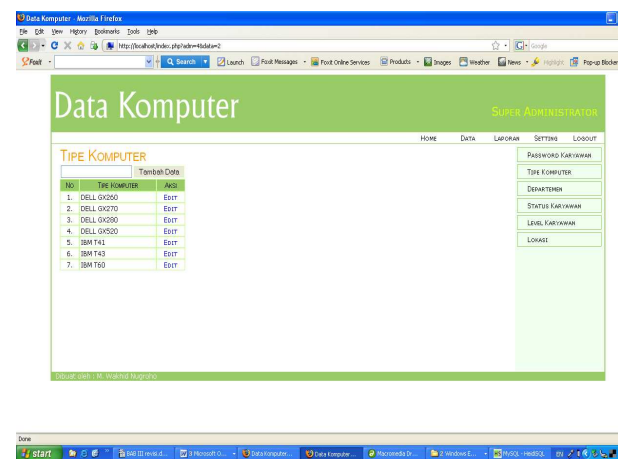 Data Komputer - Mozilla Firefox
File Edit View History Bookmarks Tools Help
http://localhost/index.php?adm=4&data=2
Google
Foxit Search Launch Foxit Messages Foxit Online Services Products Images Weather News Highlight Pop-up Blocker
Data Komputer
Super Administrator
Home Data Laporan Setting Logout
Tipe Komputer
Tambah Data
No Tipe Komputer Aksi
1. DELL GX260 Edit
2. DELL GX270 Edit
3. DELL GX280 Edit
4. DELL GX520 Edit
5. IBM T41 Edit
6. IBM T43 Edit
7. IBM T60 Edit
Password Karyawan
Tipe Komputer
Departemen
Status Karyawan
Level Karyawan
Lokasi
Dibuat oleh : M. Wakhid Nugroho
Done
start BAB III revis.d... 3 Microsoft O... Data Komputer... Data Komputer... Macromedia Dr... 2 Windows E... MySQL - HeidiSQL EN